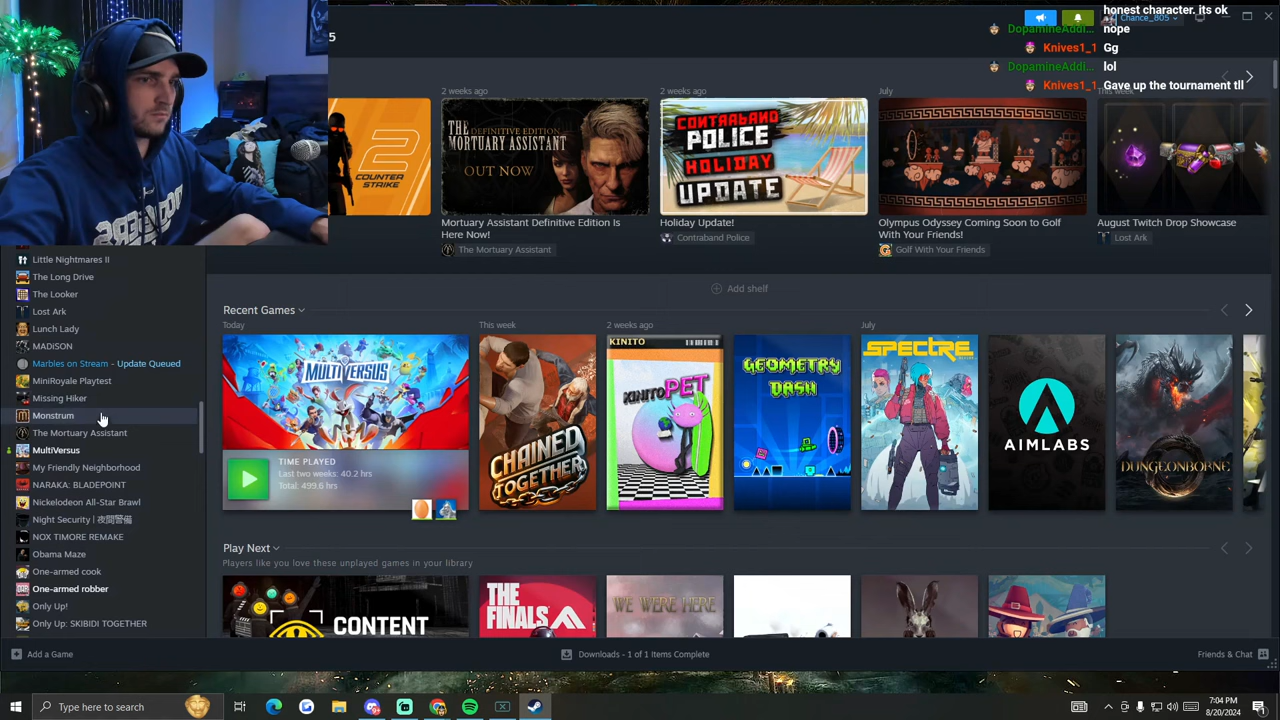 5
Chance_805
honest character. its ok
DopamineAddi... nope
Knives1_1 Gg
DopamineAddi... lol
Knives1_1 Gave up the tournament tll
2 weeks ago
2 weeks ago
July
This week
COUNTER
STRIKE
THE DEFINITIVE EDITION
MORTUARY ASSISTANT
OUT NOW
CONTRABAND
POLICE
HOLIDAY
UPDATE
Mortuary Assistant Definitive Edition Is
Here Now!
The Mortuary Assistant
Holiday Update!
Contraband Police
Olympus Odyssey Coming Soon to Golf
With Your Friends!
Golf With Your Friends
August Twitch Drop Showcase
Lost Ark
Add shelf
Little Nightmares II
The Long Drive
The Looker
Lost Ark
Lunch Lady
MADiSON
Marbles on Stream - Update Queued
MiniRoyale Playtest
Missing Hiker
Monstrum
The Mortuary Assistant
MultiVersus
My Friendly Neighborhood
NARAKA: BLADEPOINT
Nickelodeon All-Star Brawl
Night Security | 夜間警備
NOX TIMORE REMAKE
Obama Maze
One-armed cook
One-armed robber
Only Up!
Only Up: SKIBIDI TOGETHER
Recent Games
Today
This week
2 weeks ago
July
MULTIVERSUS
TIME PLAYED
Last two weeks: 40.2 hrs
Total: 499.6 hrs
CHAINED
TOGETHER
KINITO
KINITOPET
GEOMETRY
DASH
SPECTRE
AIMLABS
DUNGEONBORNE
Play Next
Players like you love these unplayed games in your library
CONTENT
THE
FINALS
WE WERE HERE
Add a Game
Downloads - 1 of 1 Items Complete
Friends & Chat
Type here to search
7:04 PM
8/20/2024